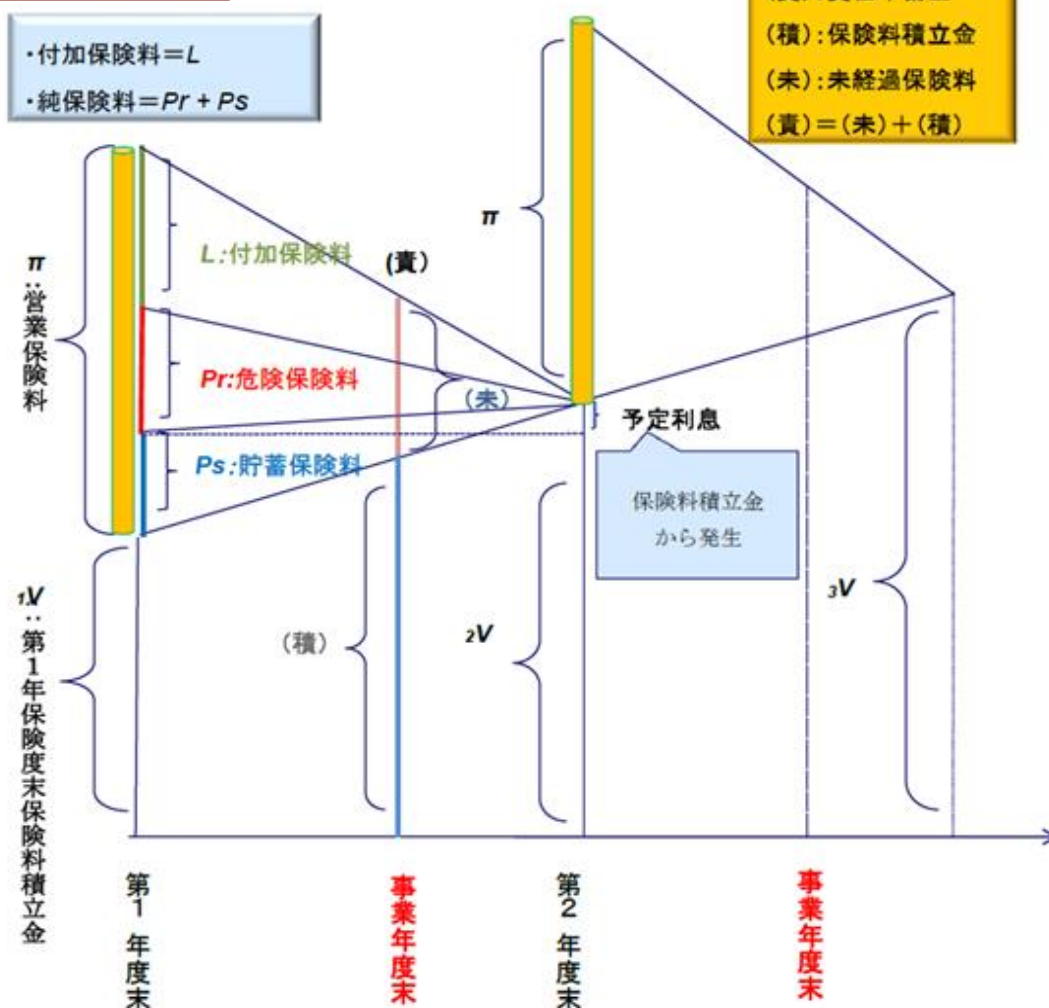 ・付加保険料＝L
・純保険料＝Pr + Ps
(積):保険料積立金
(未):未経過保険料
(責)＝(未)＋(積)
π
π:営業保険料
L:付加保険料
(責)
Pr:危険保険料
(未)
予定利息
Ps:貯蓄保険料
保険料積立金
から発生
₁V:第1年保険度末保険料積立金
(積)
₂V
₃V
第1年度末
事業年度末
第2年度末
事業年度末